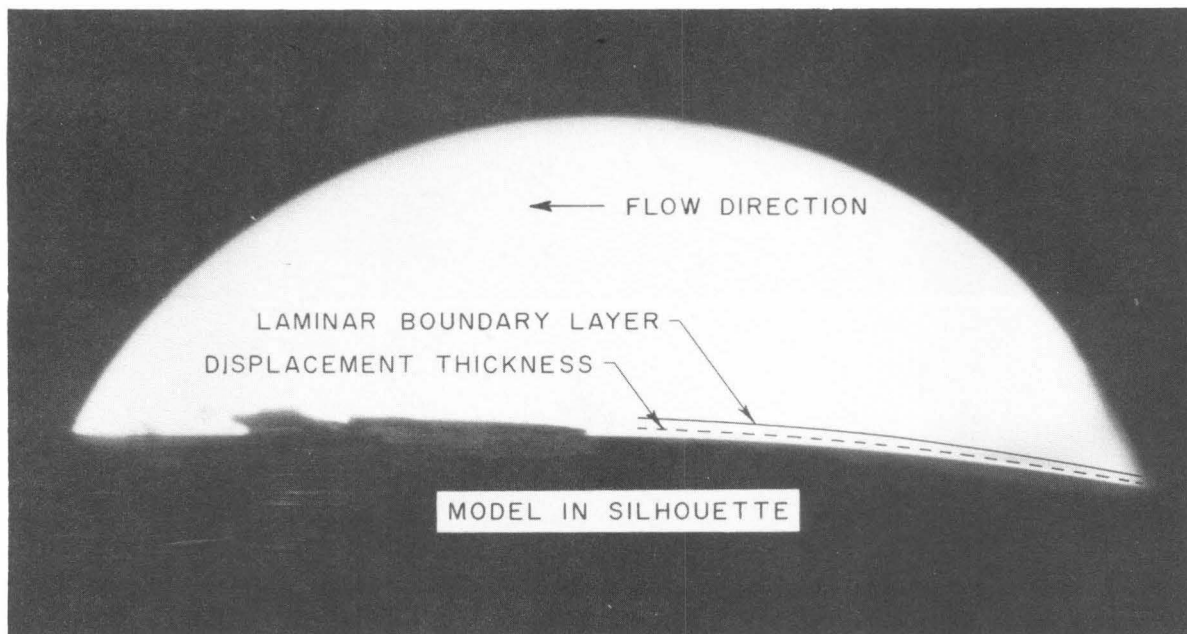 FLOW DIRECTION
LAMINAR BOUNDARY LAYER
DISPLACEMENT THICKNESS
MODEL IN SILHOUETTE